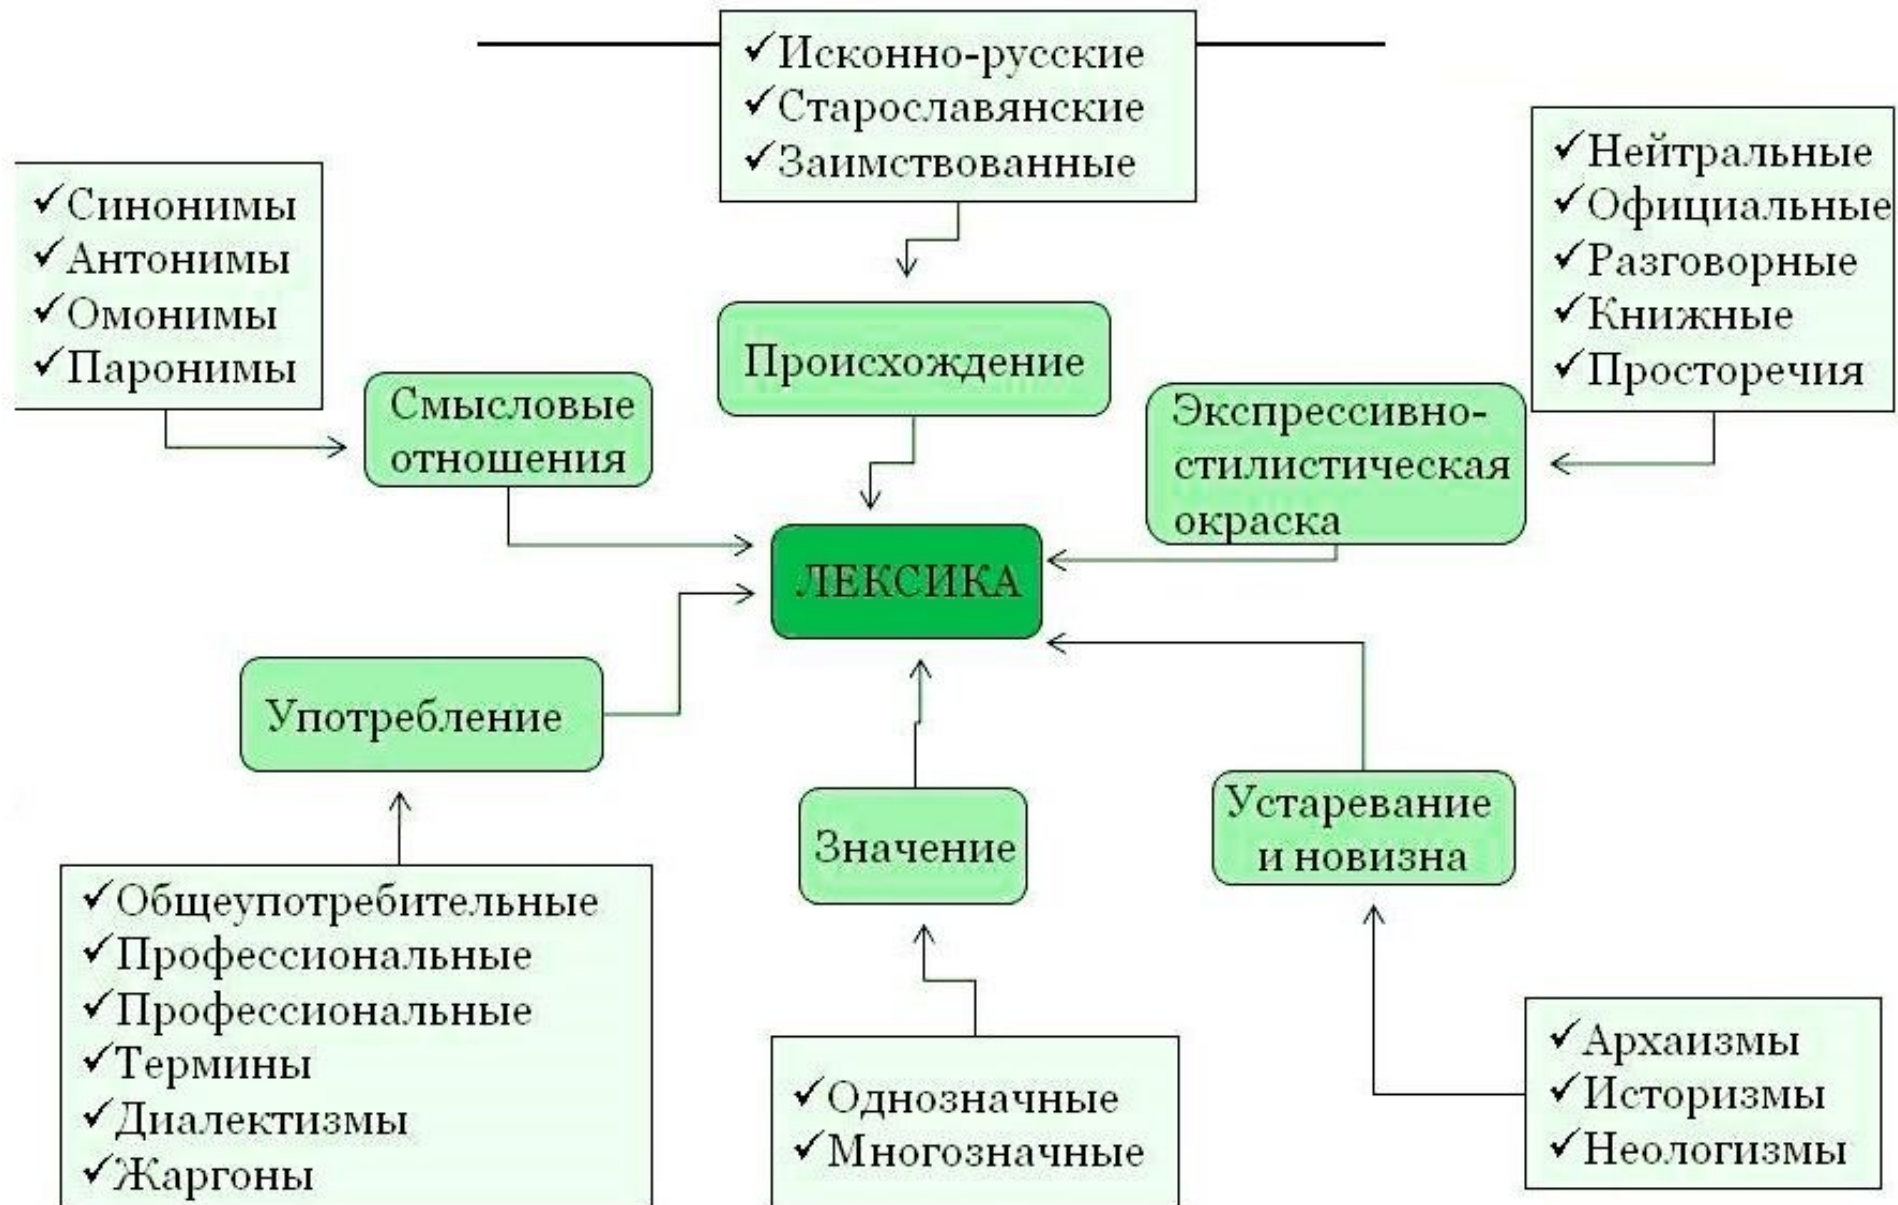 ✓Исконно-русские
✓Старославянские
✓Заимствованные
✓Нейтральные
✓Официальные
✓Разговорные
✓Книжные
✓Просторечия
✓Синонимы
✓Антонимы
✓Омонимы
✓Паронимы
Происхождение
Смысловые
отношения
Экспрессивно-
стилистическая
окраска
ЛЕКСИКА
Употребление
Значение
Устаревание
и новизна
✓Общеупотребительные
✓Профессиональные
✓Профессиональные
✓Термины
✓Диалектизмы
✓Жаргоны
✓Однозначные
✓Многозначные
✓Архаизмы
✓Историзмы
✓Неологизмы